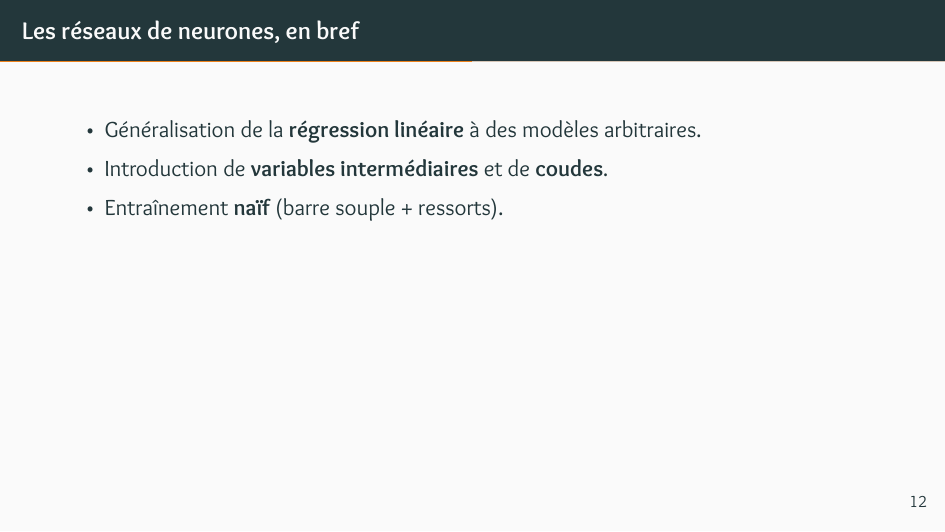 Les réseaux de neurones, en bref
• Généralisation de la régression linéaire à des modèles arbitraires.
• Introduction de variables intermédiaires et de coudes.
• Entraînement naïf (barre souple + ressorts).
12